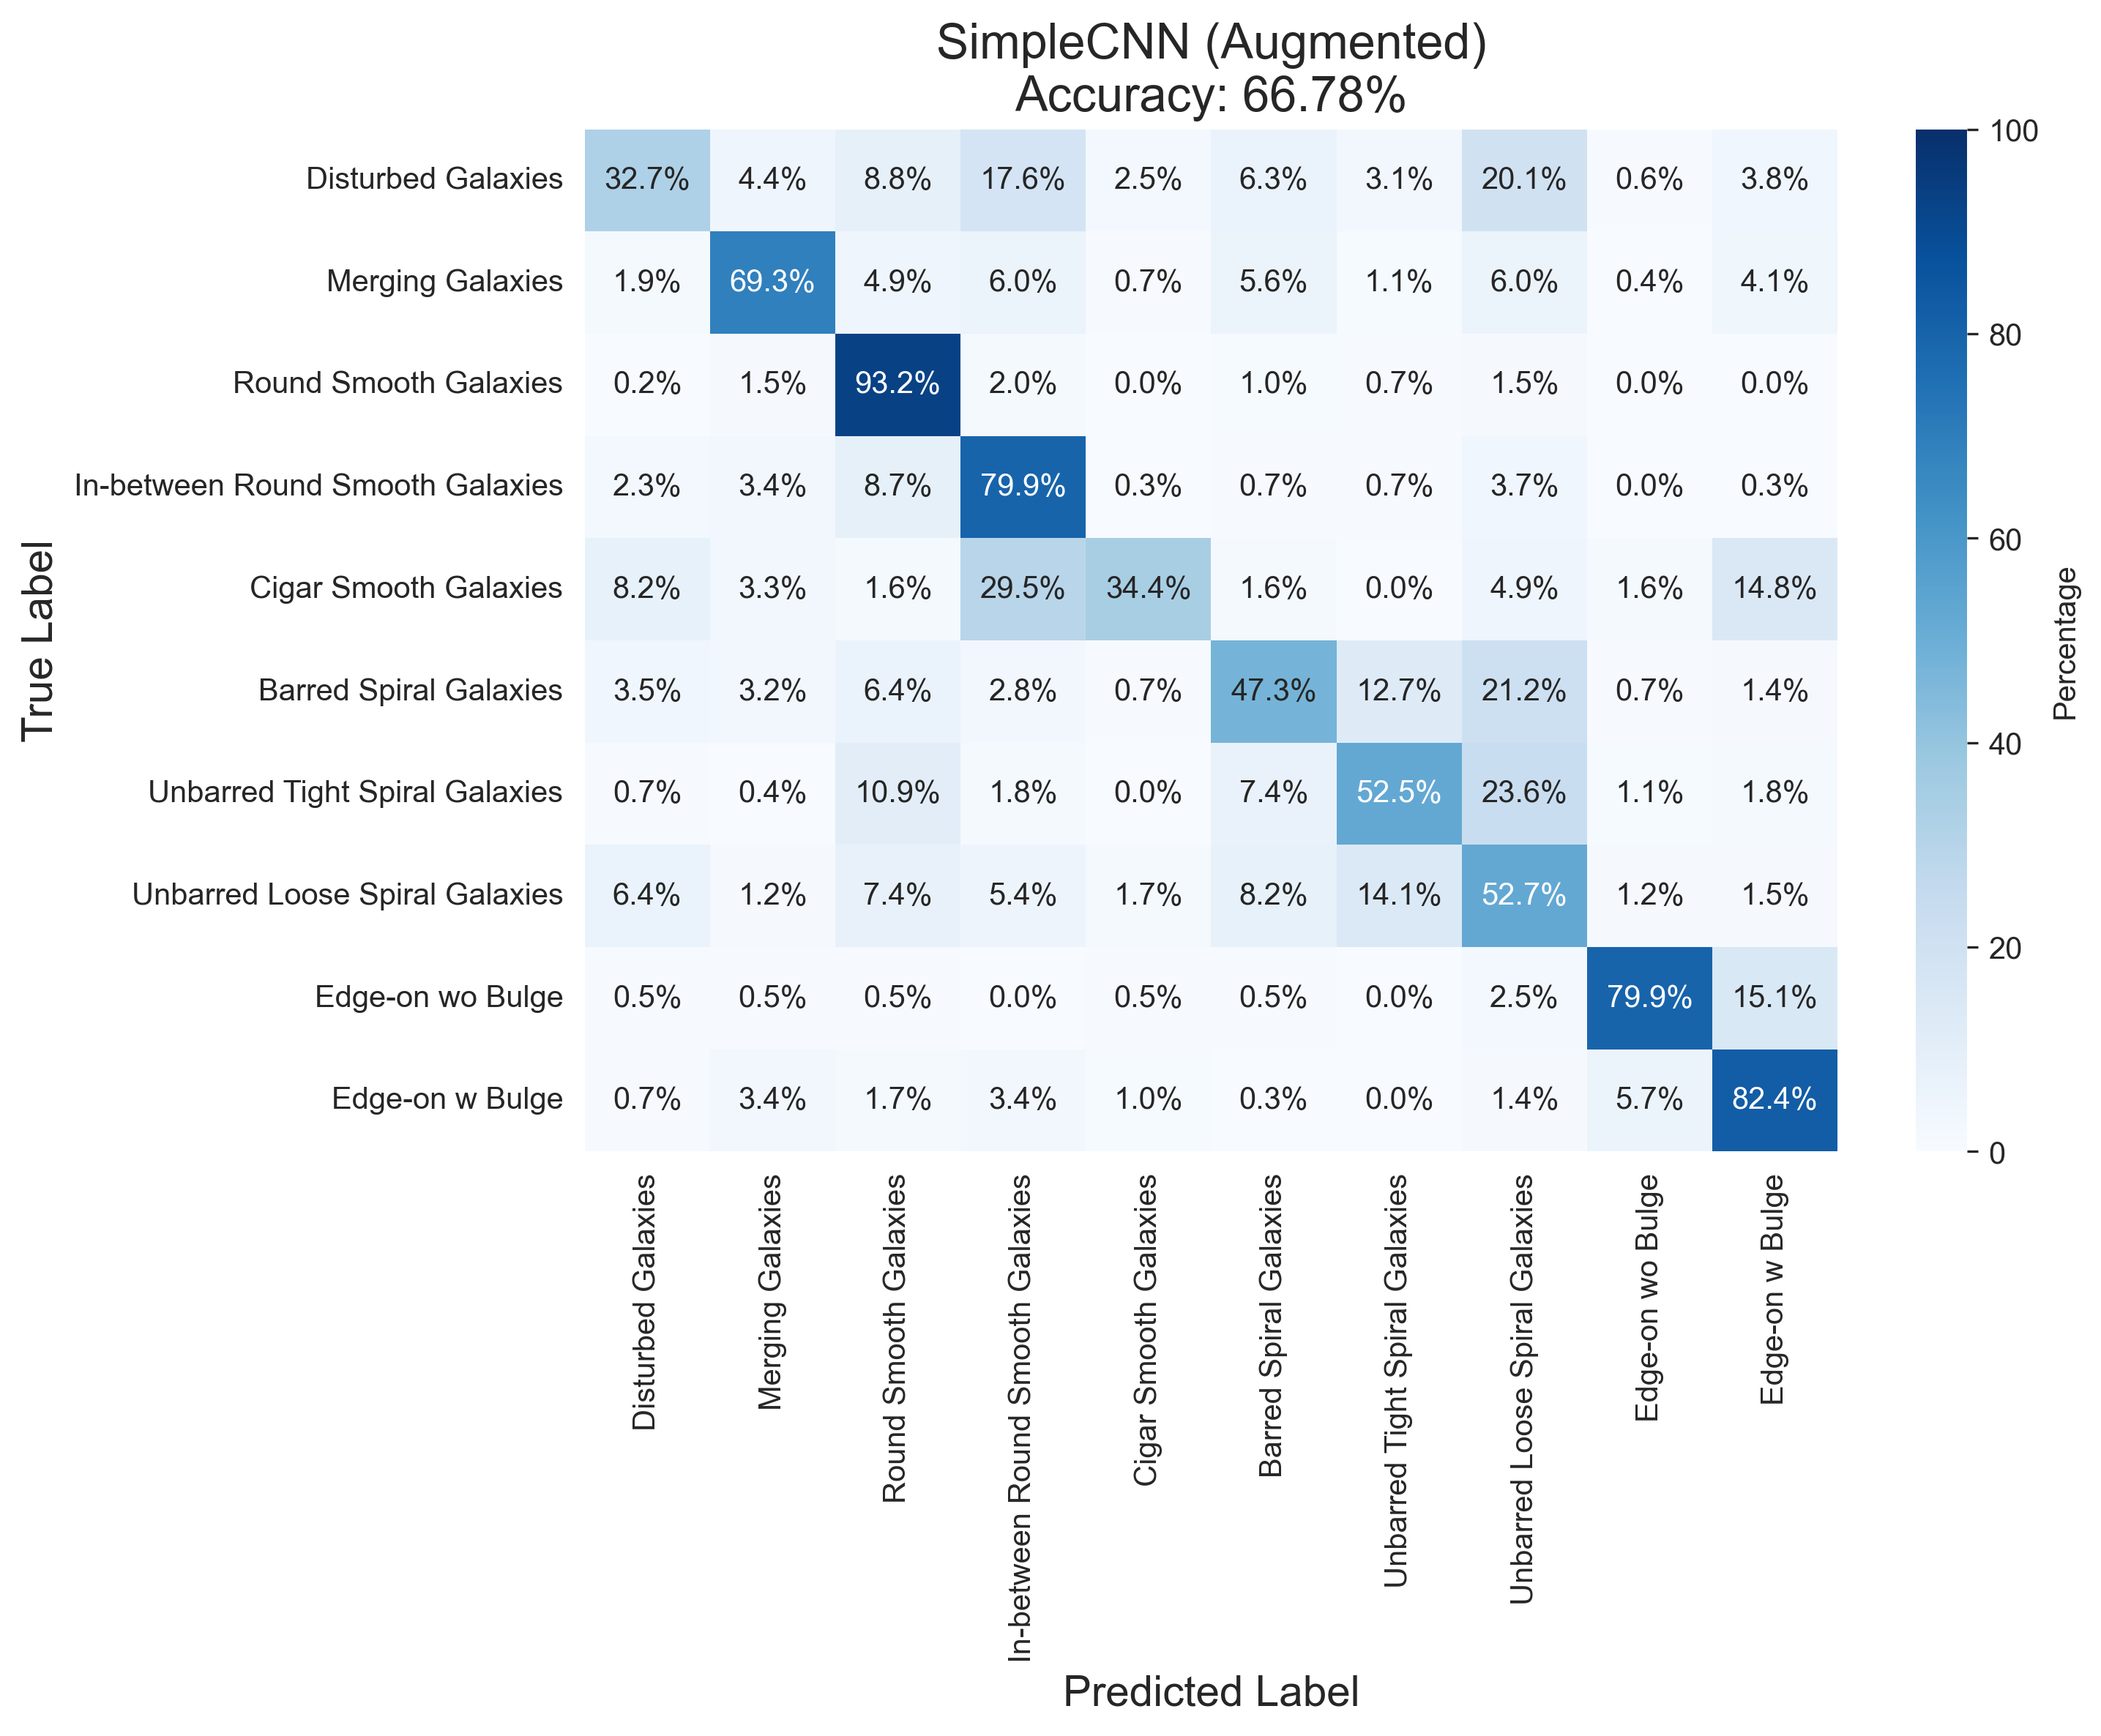 SimpleCNN (Augmented)
Accuracy: 66.78%
True Label
Disturbed Galaxies 32.7% 4.4% 8.8% 17.6% 2.5% 6.3% 3.1% 20.1% 0.6% 3.8%
Merging Galaxies 1.9% 69.3% 4.9% 6.0% 0.7% 5.6% 1.1% 6.0% 0.4% 4.1%
Round Smooth Galaxies 0.2% 1.5% 93.2% 2.0% 0.0% 1.0% 0.7% 1.5% 0.0% 0.0%
In-between Round Smooth Galaxies 2.3% 3.4% 8.7% 79.9% 0.3% 0.7% 0.7% 3.7% 0.0% 0.3%
Cigar Smooth Galaxies 8.2% 3.3% 1.6% 29.5% 34.4% 1.6% 0.0% 4.9% 1.6% 14.8%
Barred Spiral Galaxies 3.5% 3.2% 6.4% 2.8% 0.7% 47.3% 12.7% 21.2% 0.7% 1.4%
Unbarred Tight Spiral Galaxies 0.7% 0.4% 10.9% 1.8% 0.0% 7.4% 52.5% 23.6% 1.1% 1.8%
Unbarred Loose Spiral Galaxies 6.4% 1.2% 7.4% 5.4% 1.7% 8.2% 14.1% 52.7% 1.2% 1.5%
Edge-on wo Bulge 0.5% 0.5% 0.5% 0.0% 0.5% 0.5% 0.0% 2.5% 79.9% 15.1%
Edge-on w Bulge 0.7% 3.4% 1.7% 3.4% 1.0% 0.3% 0.0% 1.4% 5.7% 82.4%
Disturbed Galaxies
Merging Galaxies
Round Smooth Galaxies
In-between Round Smooth Galaxies
Cigar Smooth Galaxies
Barred Spiral Galaxies
Unbarred Tight Spiral Galaxies
Unbarred Loose Spiral Galaxies
Edge-on wo Bulge
Edge-on w Bulge
Predicted Label
100
80
60
40
20
0
Percentage